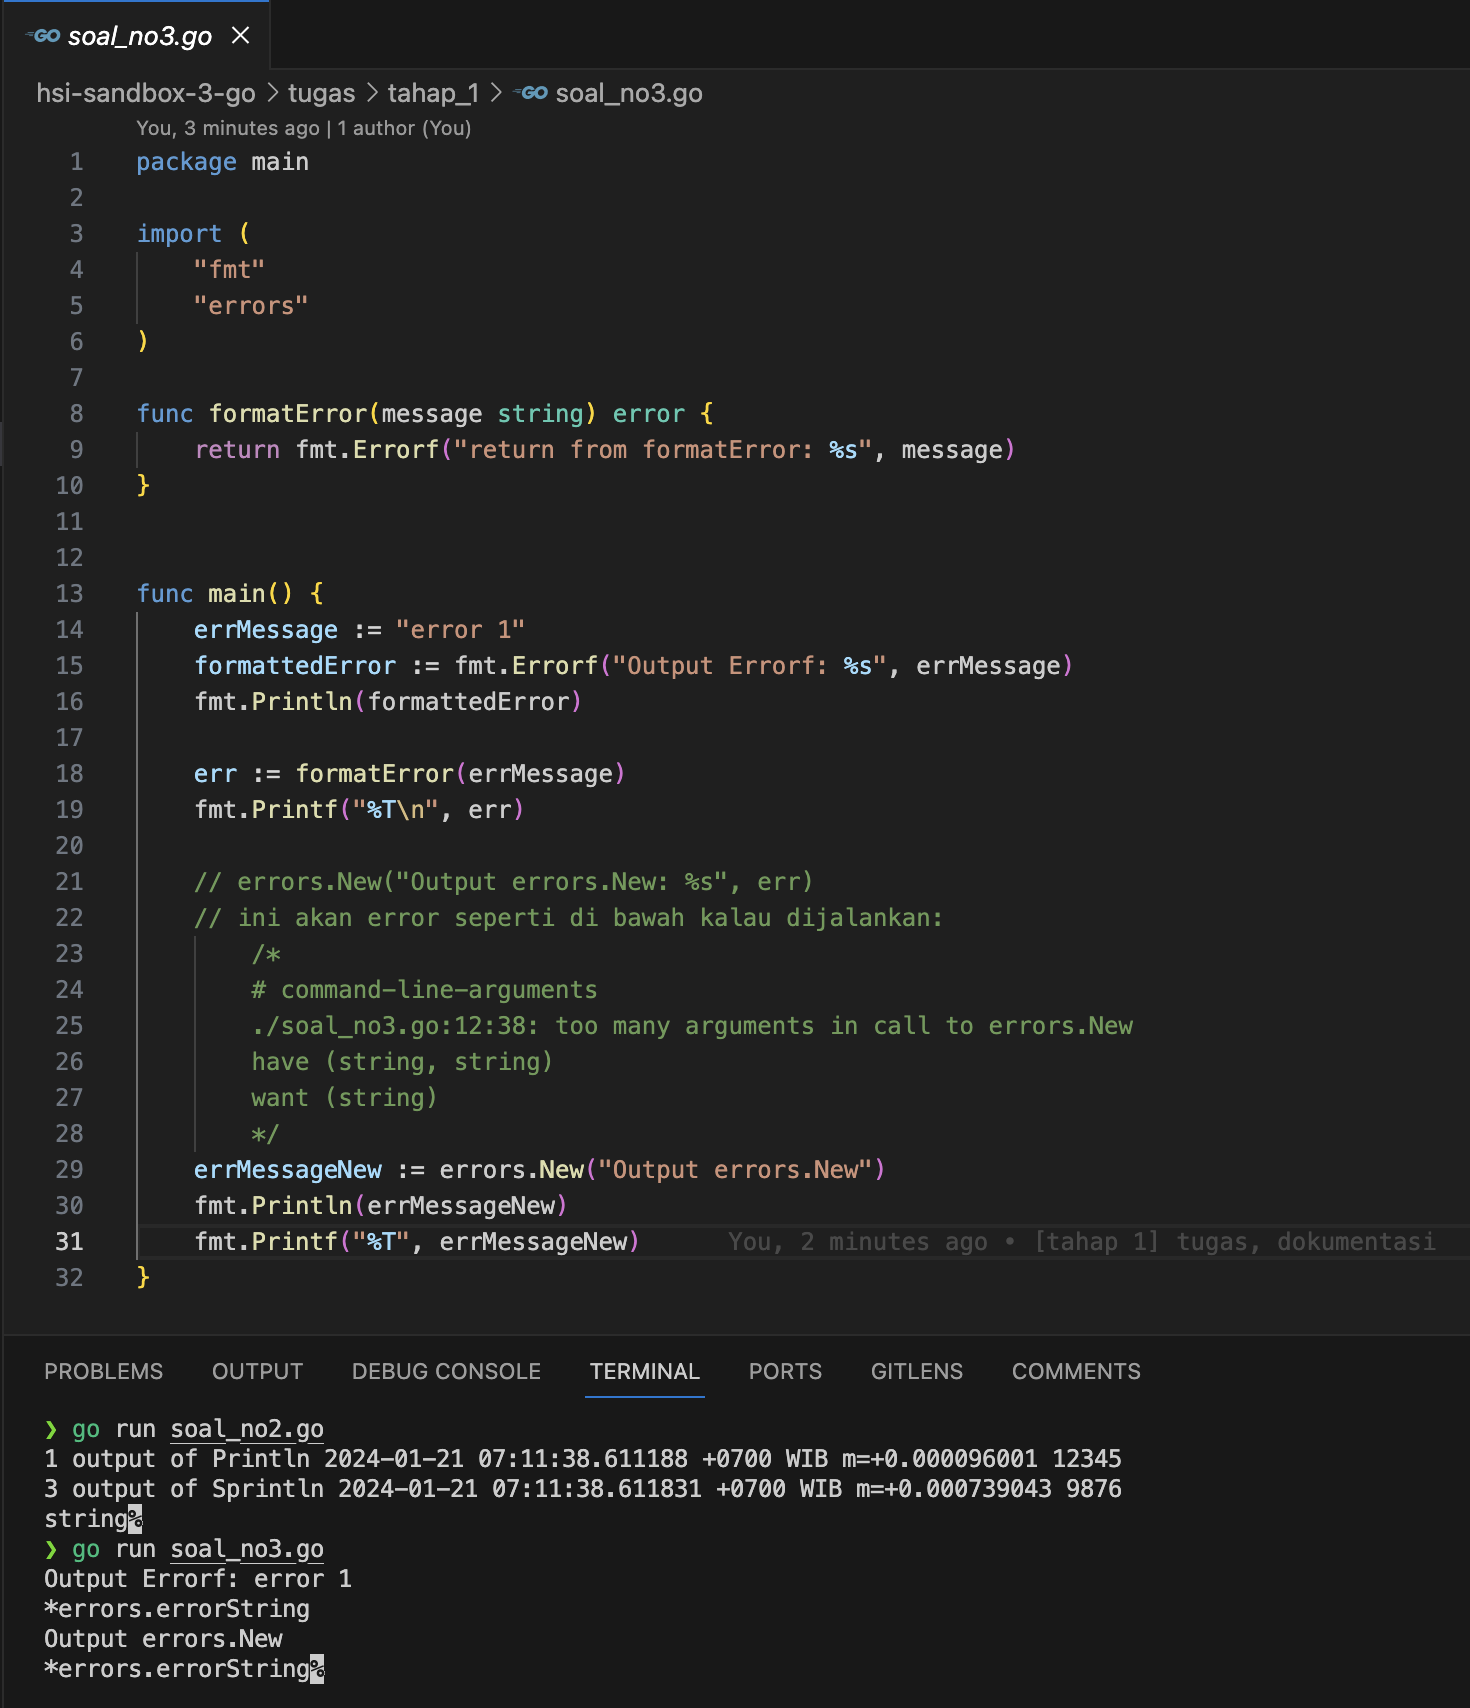 GO soal_no3.go ×
hsi-sandbox-3-go > tugas > tahap_1 > GO soal_no3.go
You, 3 minutes ago | 1 author (You)
1 package main
2
3 import (
4     "fmt"
5     "errors"
6 )
7
8 func formatError(message string) error {
9     return fmt.Errorf("return from formatError: %s", message)
10 }
11
12
13 func main() {
14     errMessage := "error 1"
15     formattedError := fmt.Errorf("Output Errorf: %s", errMessage)
16     fmt.Println(formattedError)
17
18     err := formatError(errMessage)
19     fmt.Printf("%T\n", err)
20
21     // errors.New("Output errors.New: %s", err)
22     // ini akan error seperti di bawah kalau dijalankan:
23         /*
24         # command-line-arguments
25         ./soal_no3.go:12:38: too many arguments in call to errors.New
26         have (string, string)
27         want (string)
28         */
29     errMessageNew := errors.New("Output errors.New")
30     fmt.Println(errMessageNew)
31     fmt.Printf("%T", errMessageNew)     You, 2 minutes ago • [tahap 1] tugas, dokumentasi
32 }
PROBLEMS OUTPUT DEBUG CONSOLE TERMINAL PORTS GITLENS COMMENTS
❯ go run soal_no2.go
1 output of Println 2024-01-21 07:11:38.611188 +0700 WIB m=+0.000096001 12345
3 output of Sprintln 2024-01-21 07:11:38.611831 +0700 WIB m=+0.000739043 9876
string%
❯ go run soal_no3.go
Output Errorf: error 1
*errors.errorString
Output errors.New
*errors.errorString%